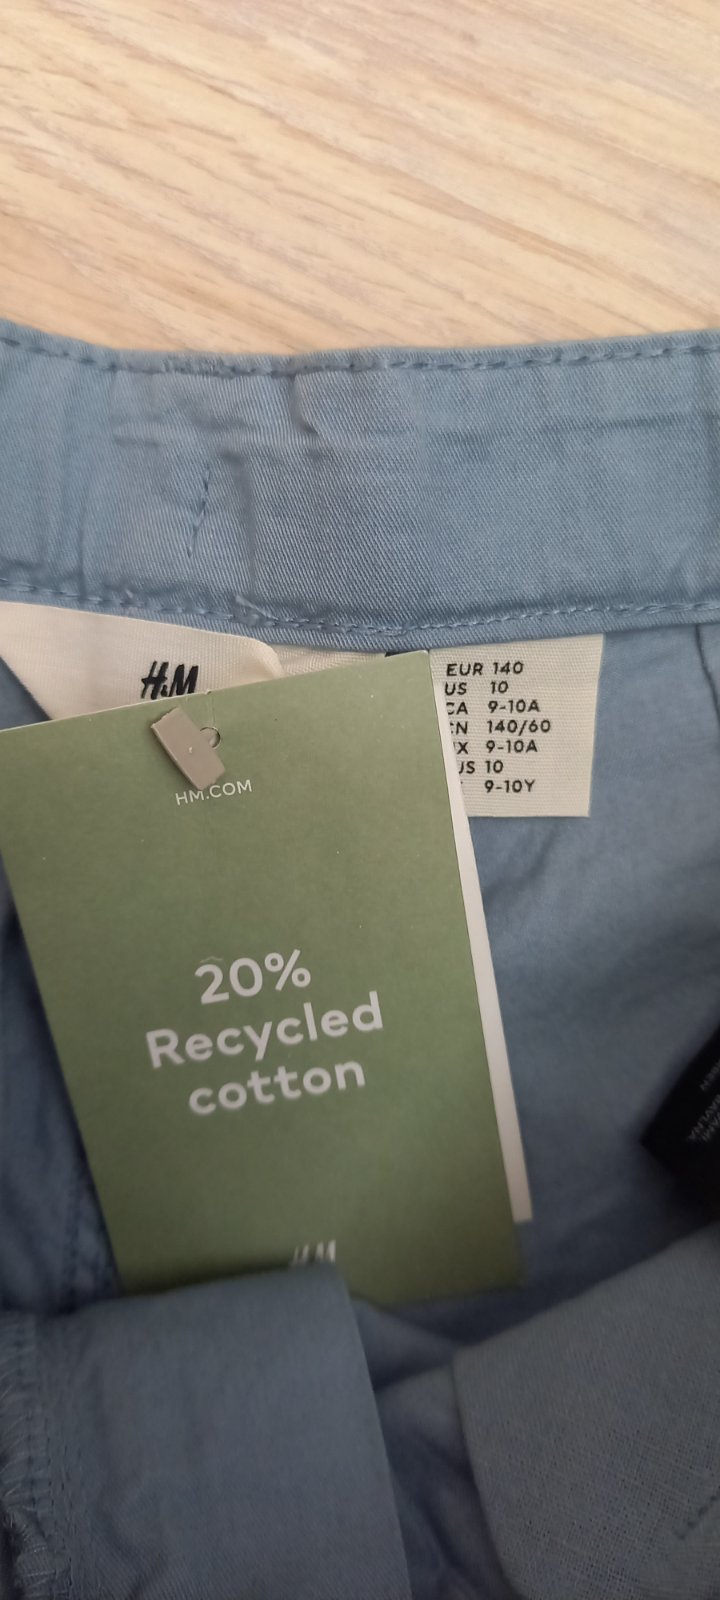 H&M
EUR 140
US 10
CA 9-10A
CN 140/60
MX 9-10A
US 10
9-10Y
HM.COM
20%
Recycled
cotton
H&M